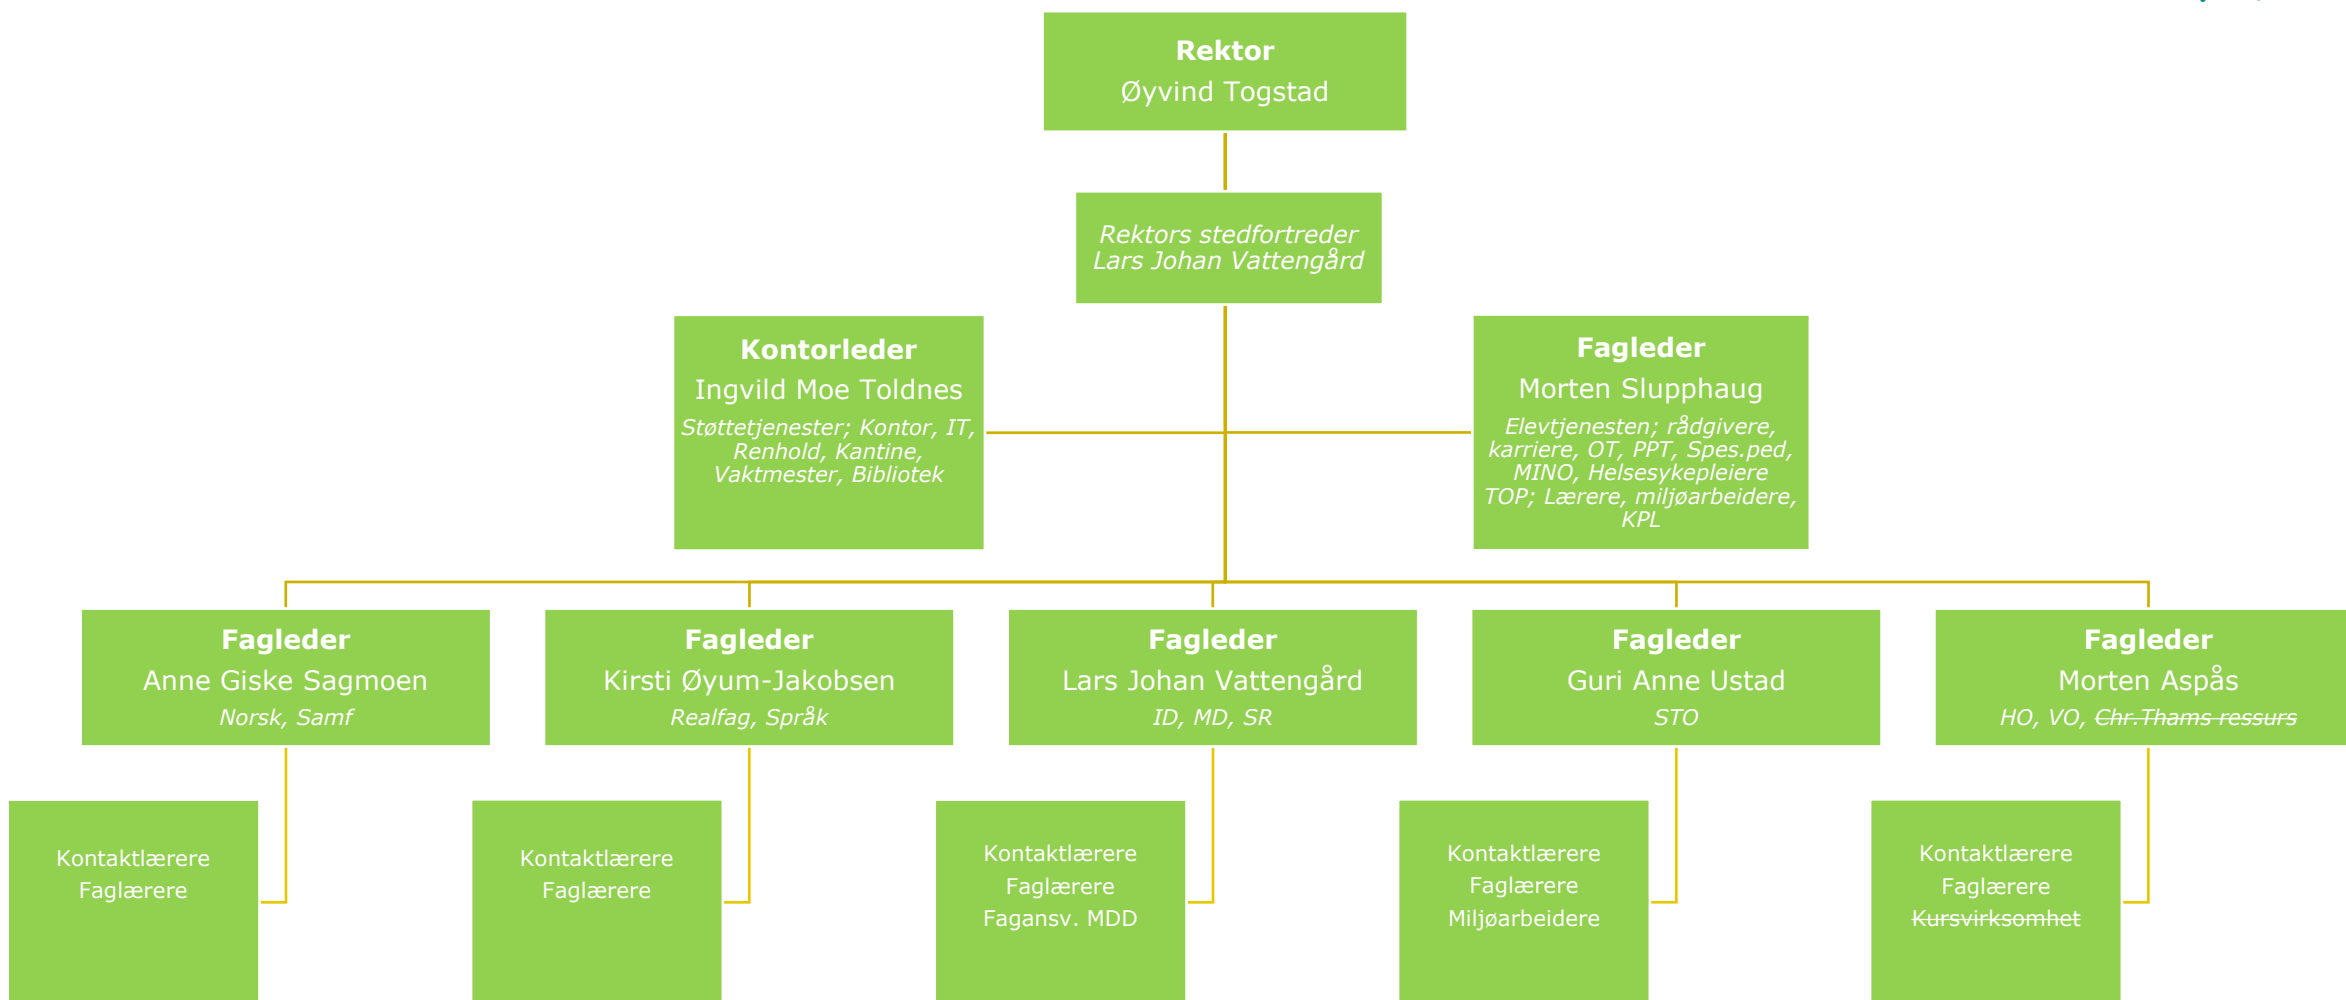 Rektor
Øyvind Togstad
Rektors stedfortreder
Lars Johan Vattengård
Kontorleder
Ingvild Moe Toldnes
Støttetjenester; Kontor, IT,
Renhold, Kantine,
Vaktmester, Bibliotek
Fagleder
Morten Slupphaug
Elevtjenesten; rådgivere,
karriere, OT, PPT, Spes.ped,
MINO, Helsesykepleiere
TOP; Lærere, miljøarbeidere,
KPL
Fagleder
Anne Giske Sagmoen
Norsk, Samf
Fagleder
Kirsti Øyum-Jakobsen
Realfag, Språk
Fagleder
Lars Johan Vattengård
ID, MD, SR
Fagleder
Guri Anne Ustad
STO
Fagleder
Morten Aspås
HO, VO, Chr.Thams ressurs
Kontaktlærere
Faglærere
Kontaktlærere
Faglærere
Kontaktlærere
Faglærere
Fagansv. MDD
Kontaktlærere
Faglærere
Miljøarbeidere
Kontaktlærere
Faglærere
Kursvirksomhet